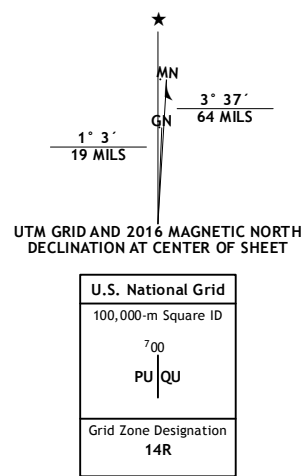 ★
MN
3° 37´
64 MILS
GN
1° 3´
19 MILS
UTM GRID AND 2016 MAGNETIC NORTH
DECLINATION AT CENTER OF SHEET
U.S. National Grid
100,000-m Square ID
⁷00
PU QU
Grid Zone Designation
14R